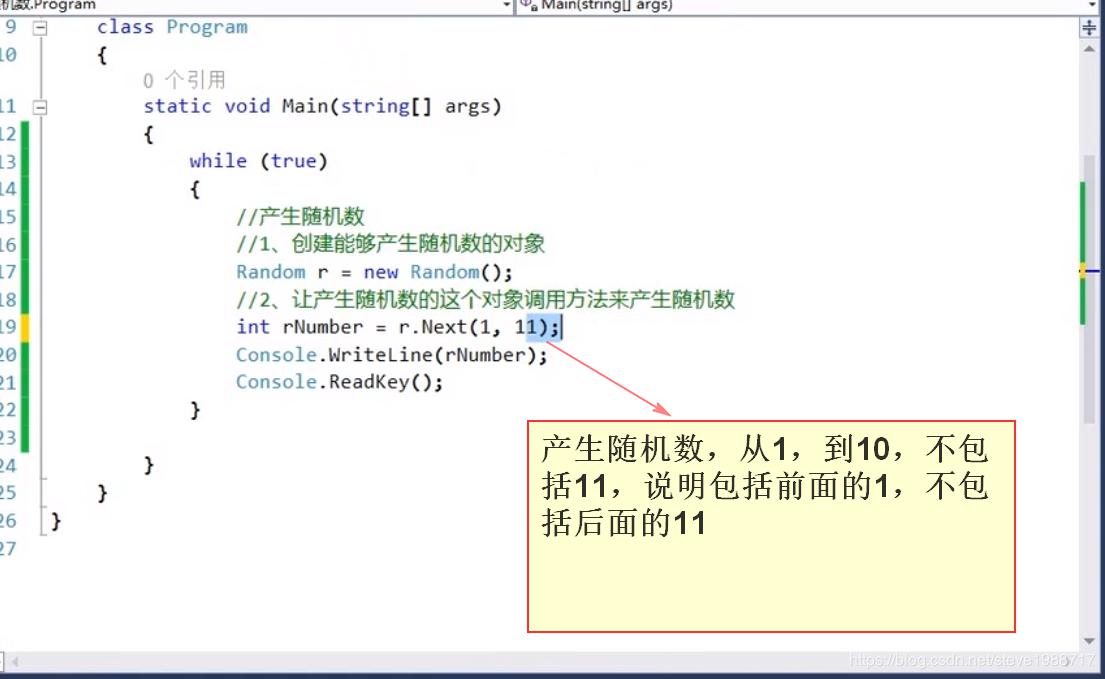 机数.Program Main(string[] args)
9 class Program
10 {
0 个引用
11 static void Main(string[] args)
12 {
13 while (true)
14 {
15 //产生随机数
16 //1、创建能够产生随机数的对象
17 Random r = new Random();
18 //2、让产生随机数的这个对象调用方法来产生随机数
19 int rNumber = r.Next(1, 11);
20 Console.WriteLine(rNumber);
21 Console.ReadKey();
22 }
23
24 }
25 }
26 }
27
产生随机数，从1，到10，不包
括11，说明包括前面的1，不包
括后面的11
https://blog.csdn.net/steve1988717